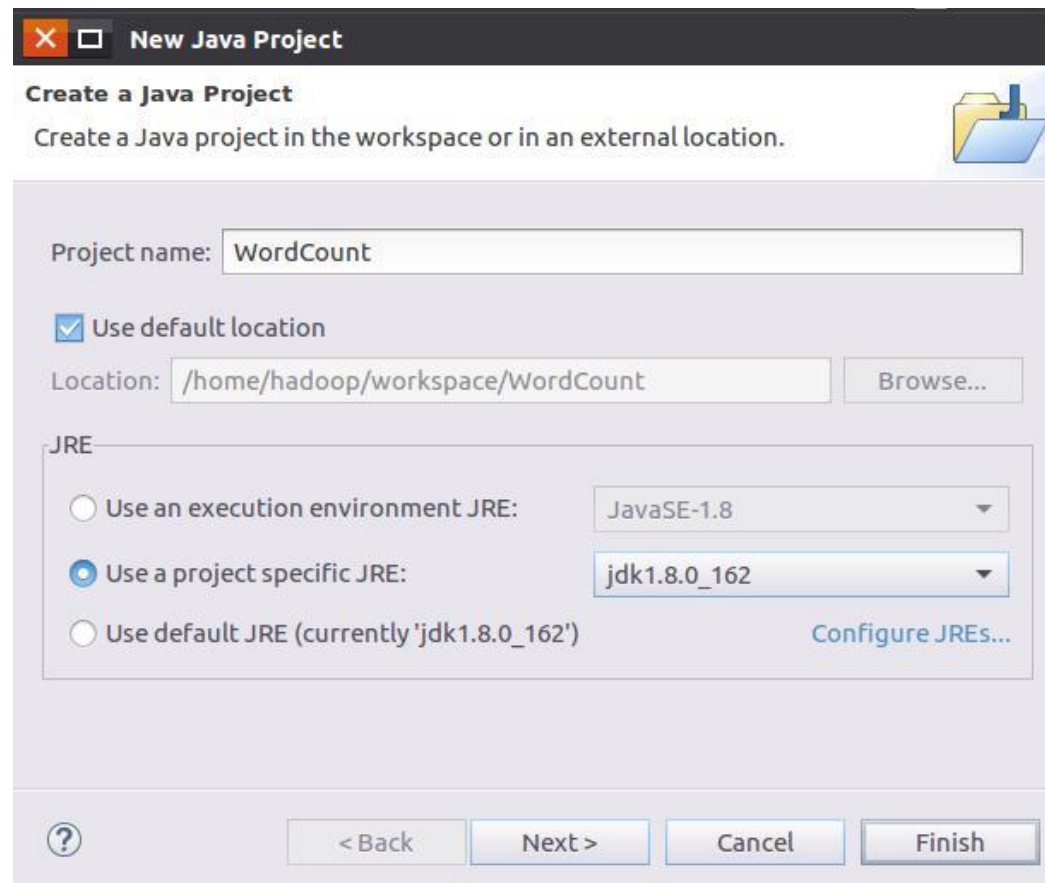 New Java Project
Create a Java Project
Create a Java project in the workspace or in an external location.
Project name: WordCount
Use default location
Location: /home/hadoop/workspace/WordCount Browse...
JRE
Use an execution environment JRE: JavaSE-1.8
Use a project specific JRE: jdk1.8.0_162
Use default JRE (currently 'jdk1.8.0_162') Configure JREs...
? < Back Next > Cancel Finish